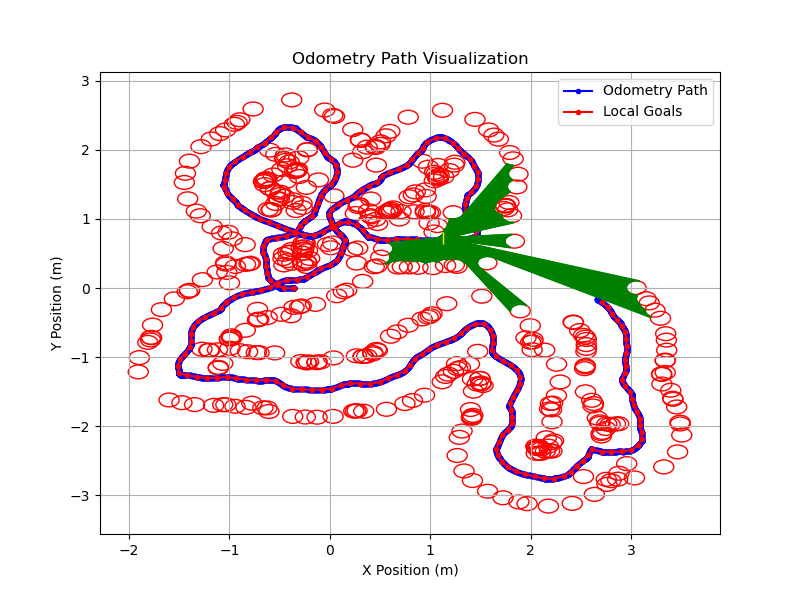 Odometry Path Visualization
Odometry Path
Local Goals
Y Position (m)
3
2
1
0
−1
−2
−3
−2
−1
0
1
2
3
X Position (m)